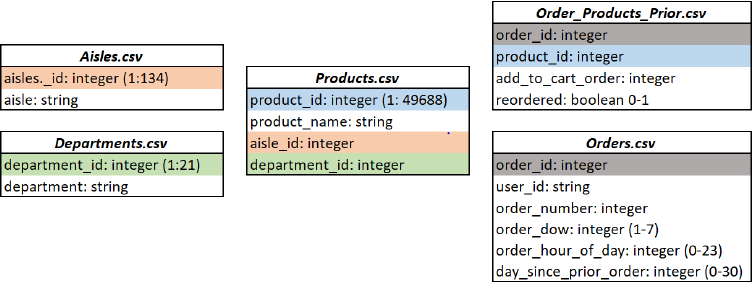 Aisles.csv
aisles._id: integer (1:134)
aisle: string
Departments.csv
department_id: integer (1:21)
department: string
Products.csv
product_id: integer (1: 49688)
product_name: string
aisle_id: integer
department_id: integer
Order_Products_Prior.csv
order_id: integer
product_id: integer
add_to_cart_order: integer
reordered: boolean 0-1
Orders.csv
order_id: integer
user_id: string
order_number: integer
order_dow: integer (1-7)
order_hour_of_day: integer (0-23)
day_since_prior_order: integer (0-30)